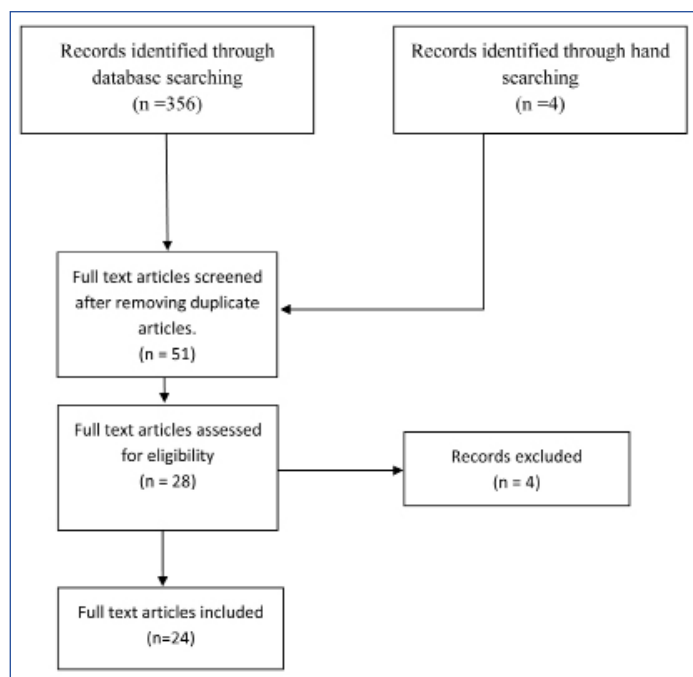 Records identified through
database searching
(n =356)
Records identified through hand
searching
(n =4)
Full text articles screened
after removing duplicate
articles.
(n = 51)
Full text articles assessed
for eligibility
(n = 28)
Records excluded
(n = 4)
Full text articles included
(n=24)